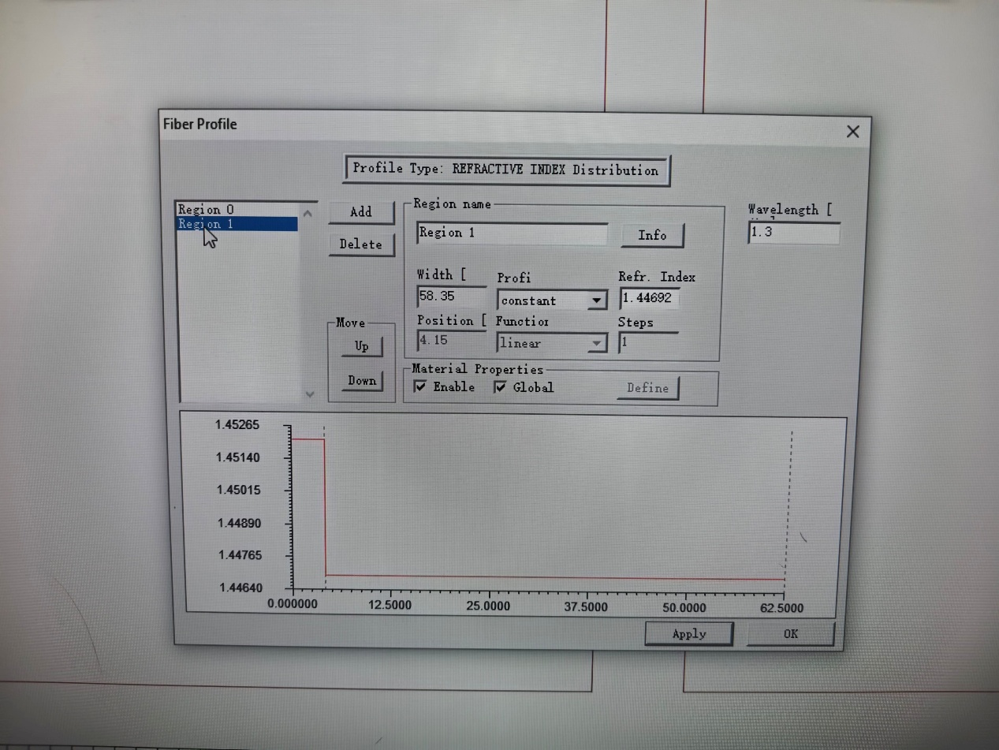 Fiber Profile
Profile Type: REFRACTIVE INDEX Distribution
Region 0
Region 1
Add
Delete
Move
Up
Down
Region name
Region 1
Info
Width [
Profi
Refr. Index
58.35
constant
1.44692
Position [
Function
Steps
4.15
linear
1
Material Properties
Enable
Global
Define
Wavelength [
1.3
1.45265
1.45140
1.45015
1.44890
1.44765
1.44640
0.000000
12.5000
25.0000
37.5000
50.0000
62.5000
Apply
OK